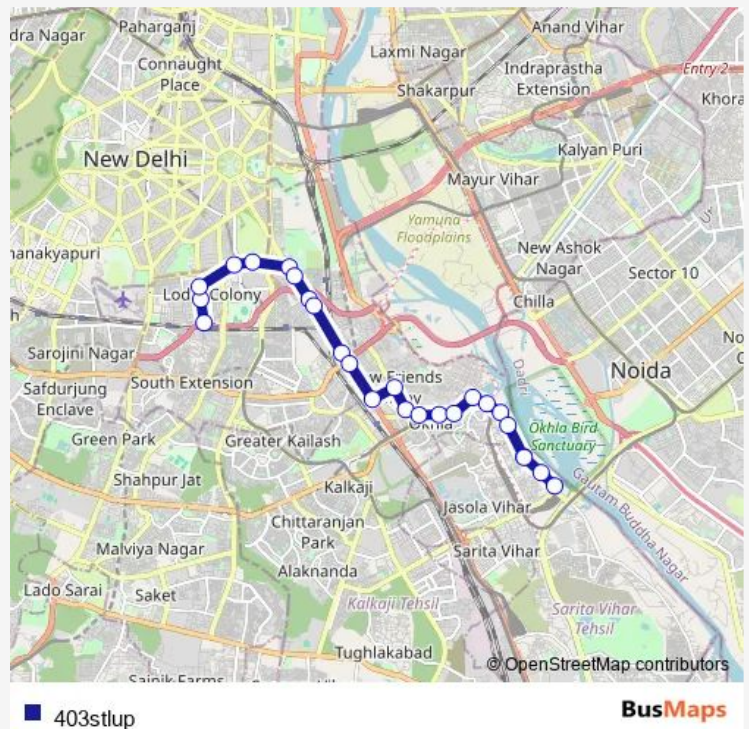 Paharganj
dra Nagar
Anand Vihar
Laxmi Nagar
Connaught
Place
Indraprastha
Extension
Entry 2
Shakarpur
Khora
Kalyan Puri
New Delhi
Mayur Vihar
Yamuna
Floodplains
hanakyapuri
New Ashok
Nagar
Sector 10
Lodi Colony
Chilla
h
No
Sarojini Nagar
Dadri
Noida
w Friends
South Extension
Safdurjung
Enclave
Okhla
Okhla Bird
Sanctuary
Green Park
Greater Kailash
Shahpur Jat
Kalkaji
Gautam Buddha Nagar
Jasola Vihar
Chittaranjan
Park
Malviya Nagar
Sarita Vihar
Alaknanda
Lado Sarai
Saket
Kalkaji Tehsil
Sarita Vihar
Tehsil
Tughlakabad
© OpenStreetMap contributors
403stlup
BusMaps